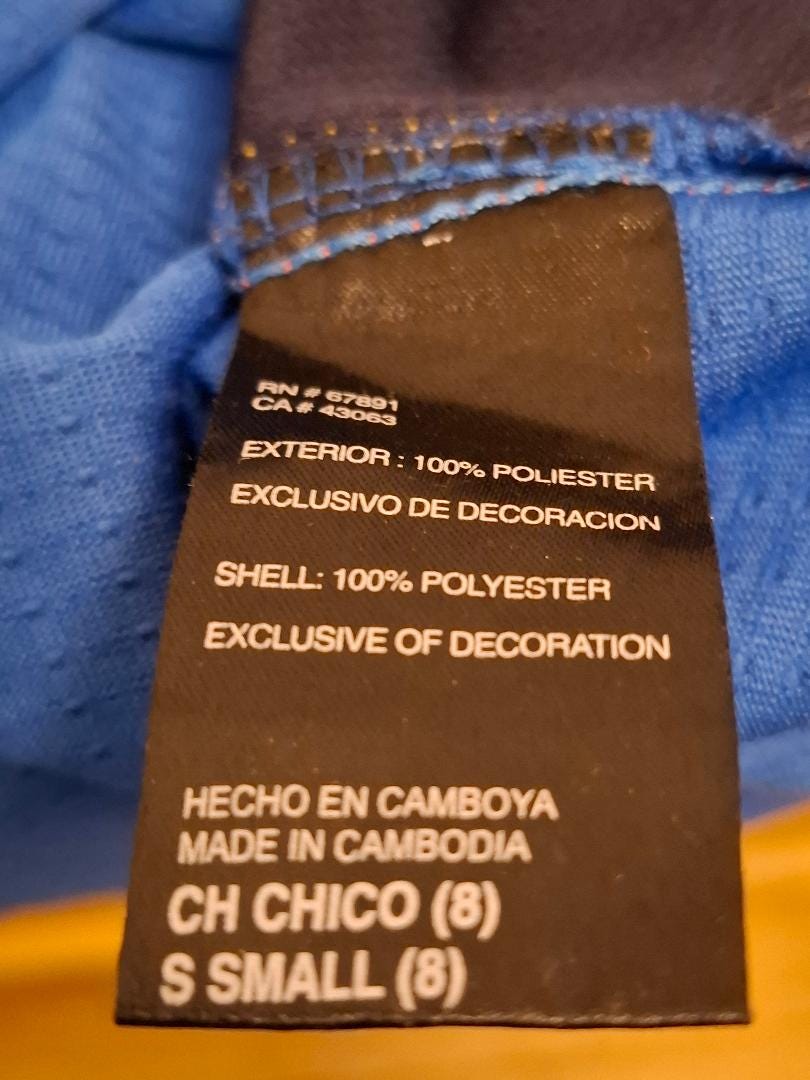 RN # 67891
CA # 43063
EXTERIOR : 100% POLIESTER
EXCLUSIVO DE DECORACION
SHELL: 100% POLYESTER
EXCLUSIVE OF DECORATION
HECHO EN CAMBOYA
MADE IN CAMBODIA
CH CHICO (8)
S SMALL (8)